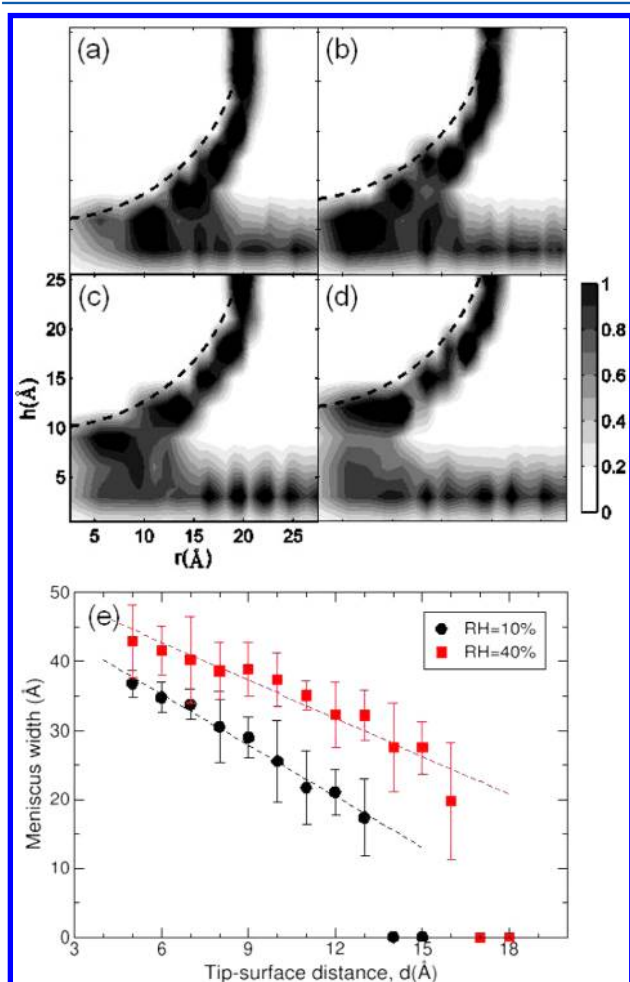 (a)
(b)
(c)
(d)
25
20
15
10
5
h(Å)
5 10 15 20 25
r(Å)
1
0.8
0.6
0.4
0.2
0
(e)
RH=10%
RH=40%
50
40
30
20
10
0
Meniscus width (Å)
3 6 9 12 15 18
Tip-surface distance, d(Å)